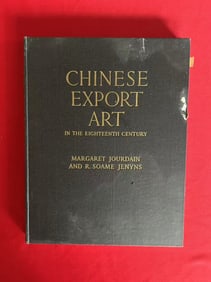 CHINESE
EXPORT
ART
IN THE EIGHTEENTH CENTURY
MARGARET JOURDAIN
AND R. SOAME JENYNS